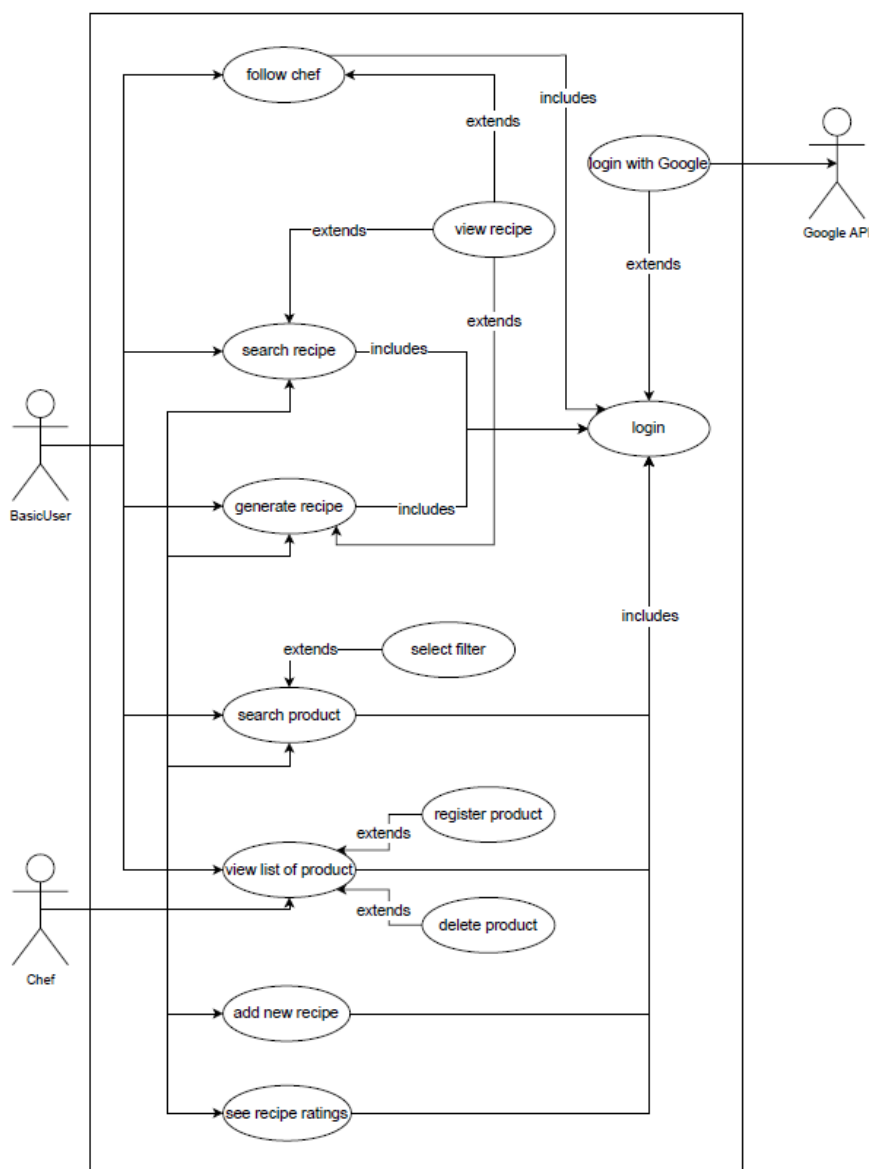 follow chef
includes
extends
login with Google
Google API
view recipe
extends
extends
extends
search recipe
includes
login
BasicUser
generate recipe
includes
includes
select filter
extends
search product
register product
extends
view list of product
extends
delete product
Chef
add new recipe
see recipe ratings